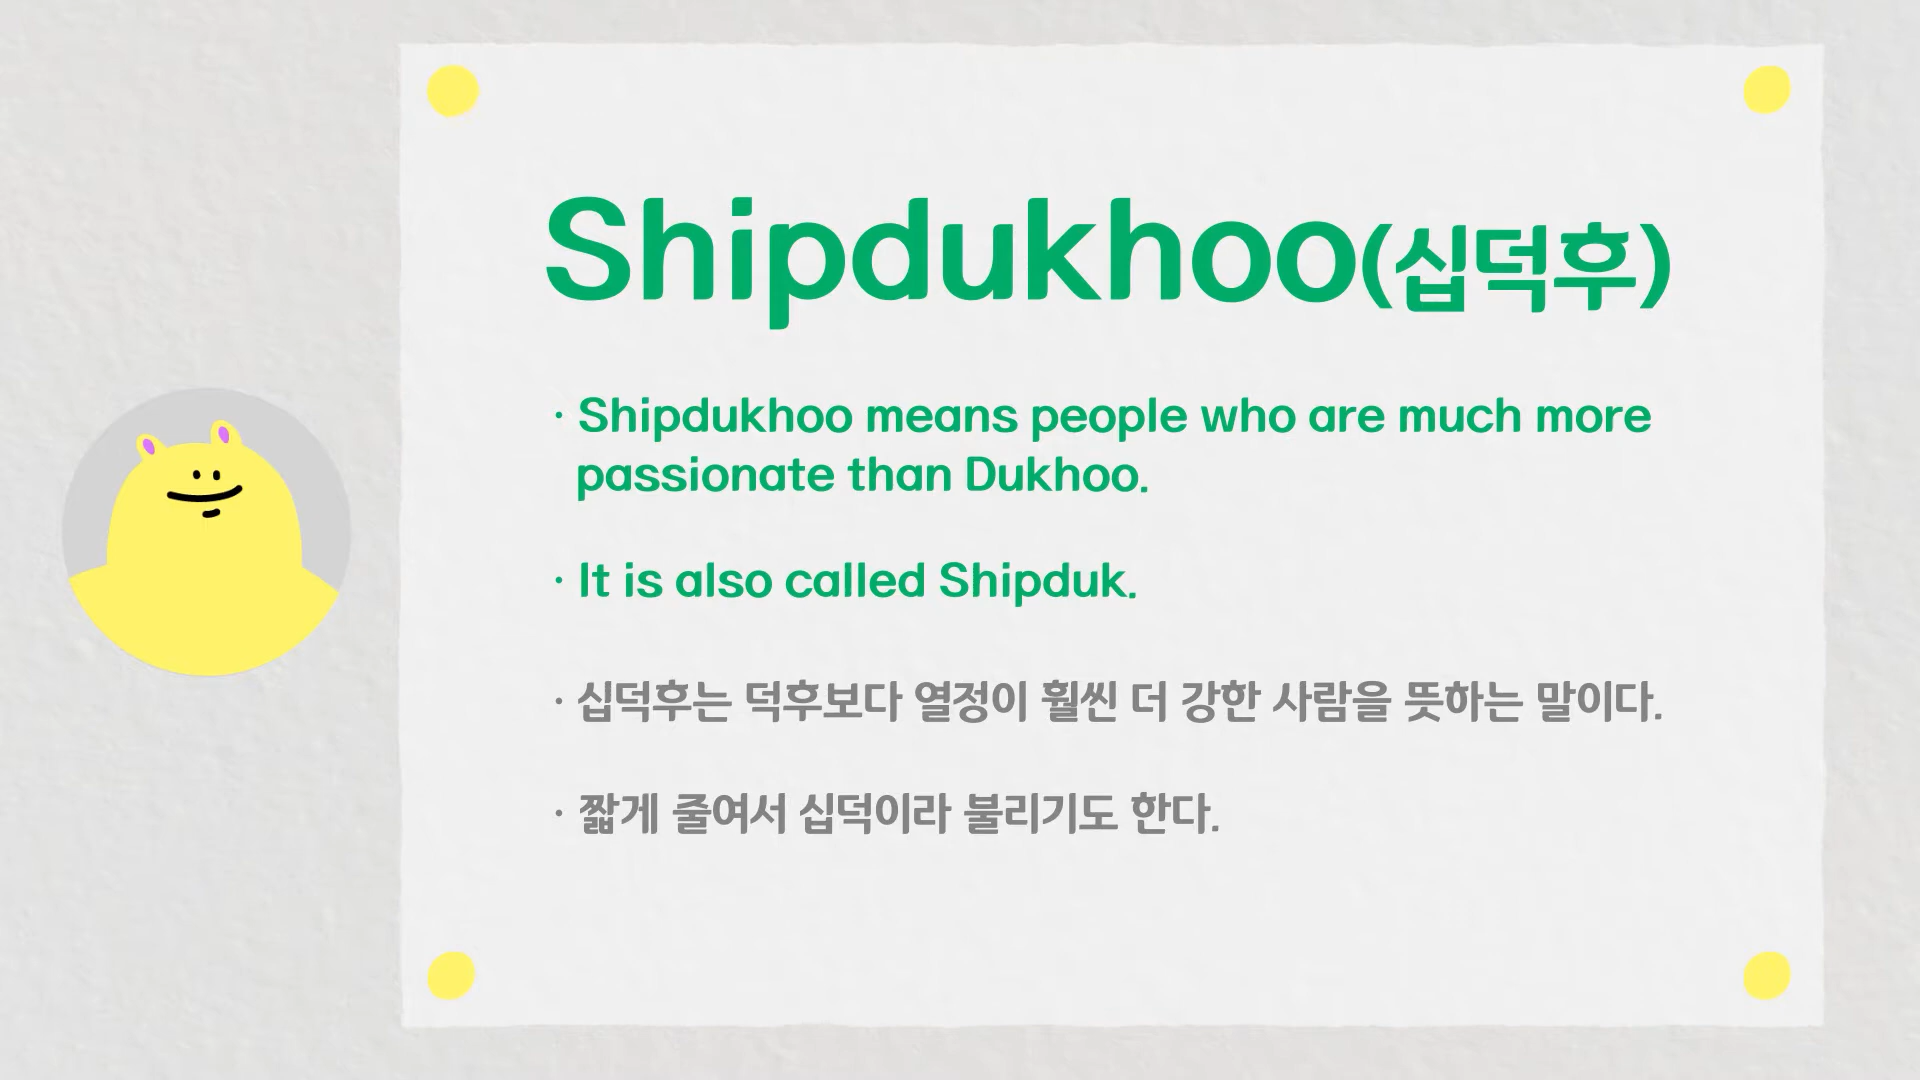 Shipdukhoo(십덕후)
· Shipdukhoo means people who are much more
passionate than Dukhoo.
· It is also called Shipduk.
· 십덕후는 덕후보다 열정이 훨씬 더 강한 사람을 뜻하는 말이다.
· 짧게 줄여서 십덕이라 불리기도 한다.